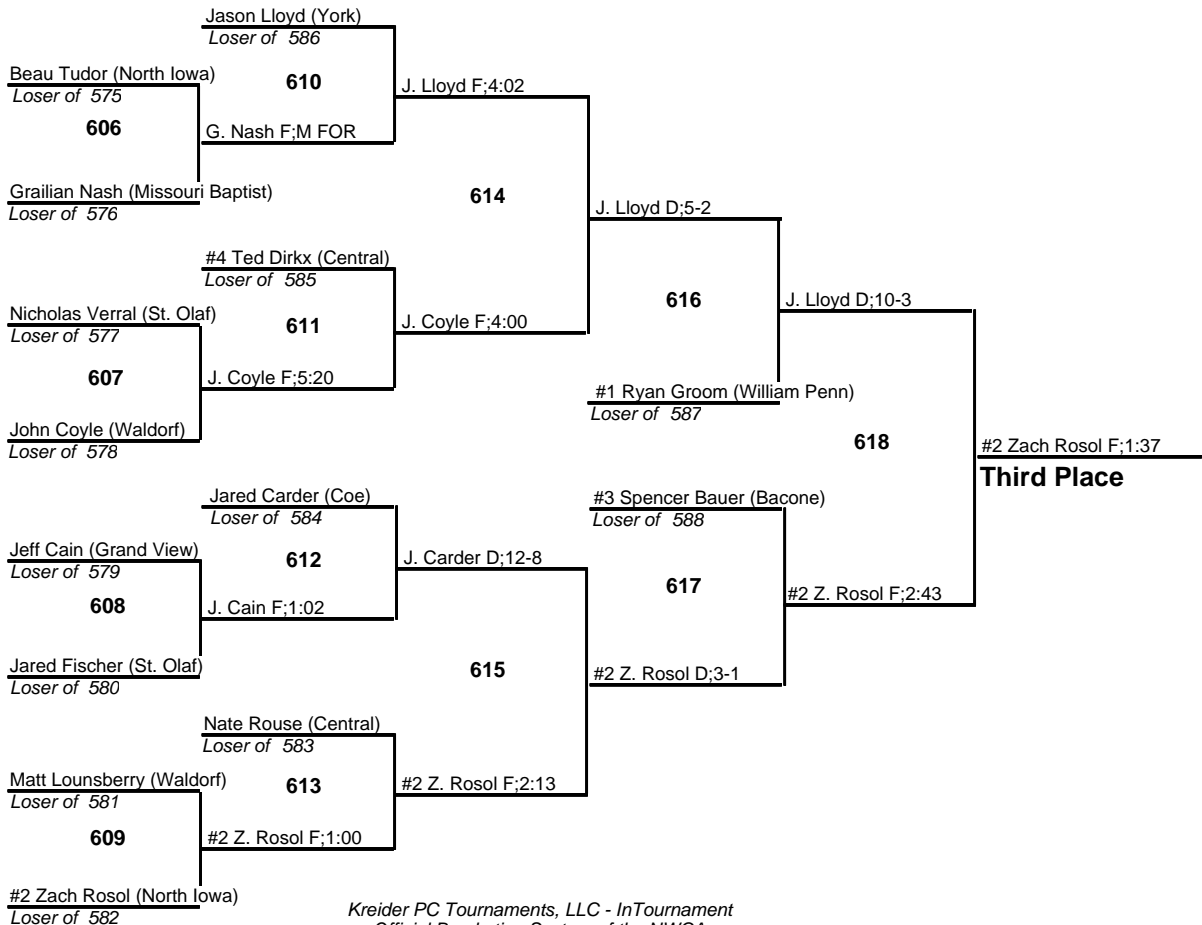 Jason Lloyd (York)
Loser of 586
Beau Tudor (North Iowa)
Loser of 575
610
J. Lloyd F;4:02
606
G. Nash F;M FOR
Grailian Nash (Missouri Baptist)
Loser of 576
614
J. Lloyd D;5-2
#4 Ted Dirkx (Central)
Loser of 585
Nicholas Verral (St. Olaf)
Loser of 577
611
J. Coyle F;4:00
616
J. Lloyd D;10-3
607
J. Coyle F;5:20
#1 Ryan Groom (William Penn)
Loser of 587
John Coyle (Waldorf)
Loser of 578
618
#2 Zach Rosol F;1:37
Third Place
Jared Carder (Coe)
Loser of 584
#3 Spencer Bauer (Bacone)
Loser of 588
Jeff Cain (Grand View)
Loser of 579
612
J. Carder D;12-8
608
J. Cain F;1:02
617
#2 Z. Rosol F;2:43
Jared Fischer (St. Olaf)
Loser of 580
615
#2 Z. Rosol D;3-1
Nate Rouse (Central)
Loser of 583
Matt Lounsberry (Waldorf)
Loser of 581
613
#2 Z. Rosol F;2:13
609
#2 Z. Rosol F;1:00
#2 Zach Rosol (North Iowa)
Loser of 582
Kreider PC Tournaments, LLC - InTournament